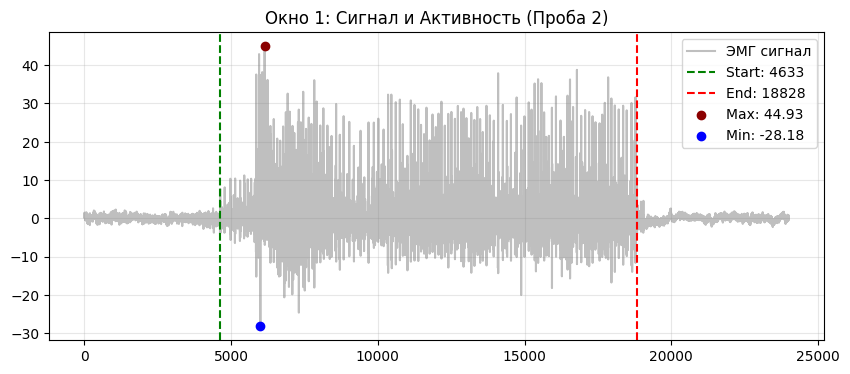 Окно 1: Сигнал и Активность (Проба 2)
ЭМГ сигнал
Start: 4633
End: 18828
Max: 44.93
Min: -28.18
40
30
20
10
0
−10
−20
−30
0 5000 10000 15000 20000 25000